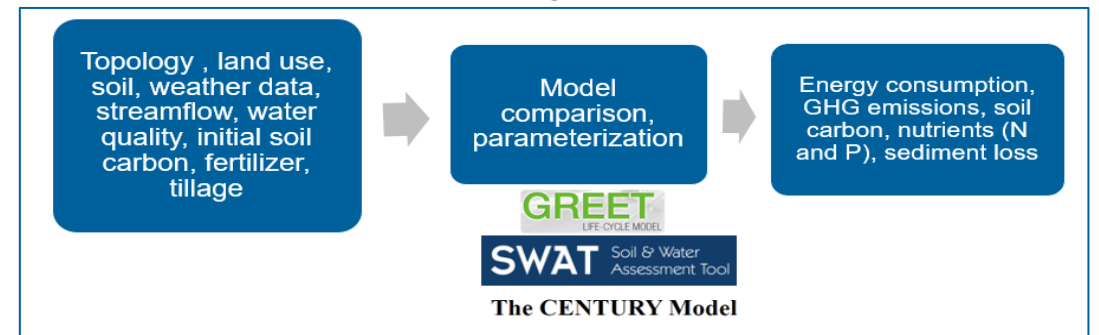 Topology , land use,
soil, weather data,
streamflow, water
quality, initial soil
carbon, fertilizer,
tillage
Model
comparison,
parameterization
Energy consumption,
GHG emissions, soil
carbon, nutrients (N
and P), sediment loss
GREET
LIFE-CYCLE MODEL
SWAT Soil & Water
Assessment Tool
The CENTURY Model